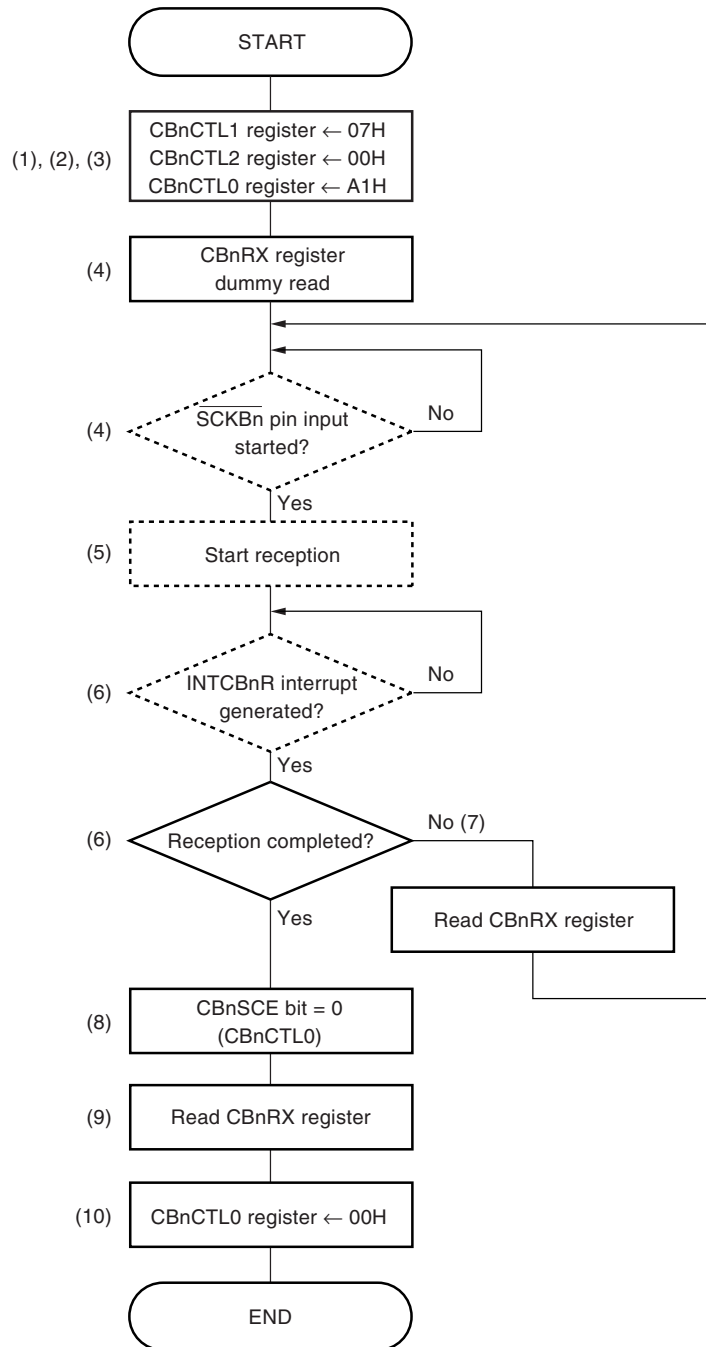 START
(1), (2), (3)
CBnCTL1 register ← 07H
CBnCTL2 register ← 00H
CBnCTL0 register ← A1H
(4)
CBnRX register
dummy read
(4)
SCKBn pin input
started?
No
Yes
(5)
Start reception
(6)
INTCBnR interrupt
generated?
No
Yes
(6)
Reception completed?
No (7)
Yes
Read CBnRX register
(8)
CBnSCE bit = 0
(CBnCTL0)
(9)
Read CBnRX register
(10)
CBnCTL0 register ← 00H
END